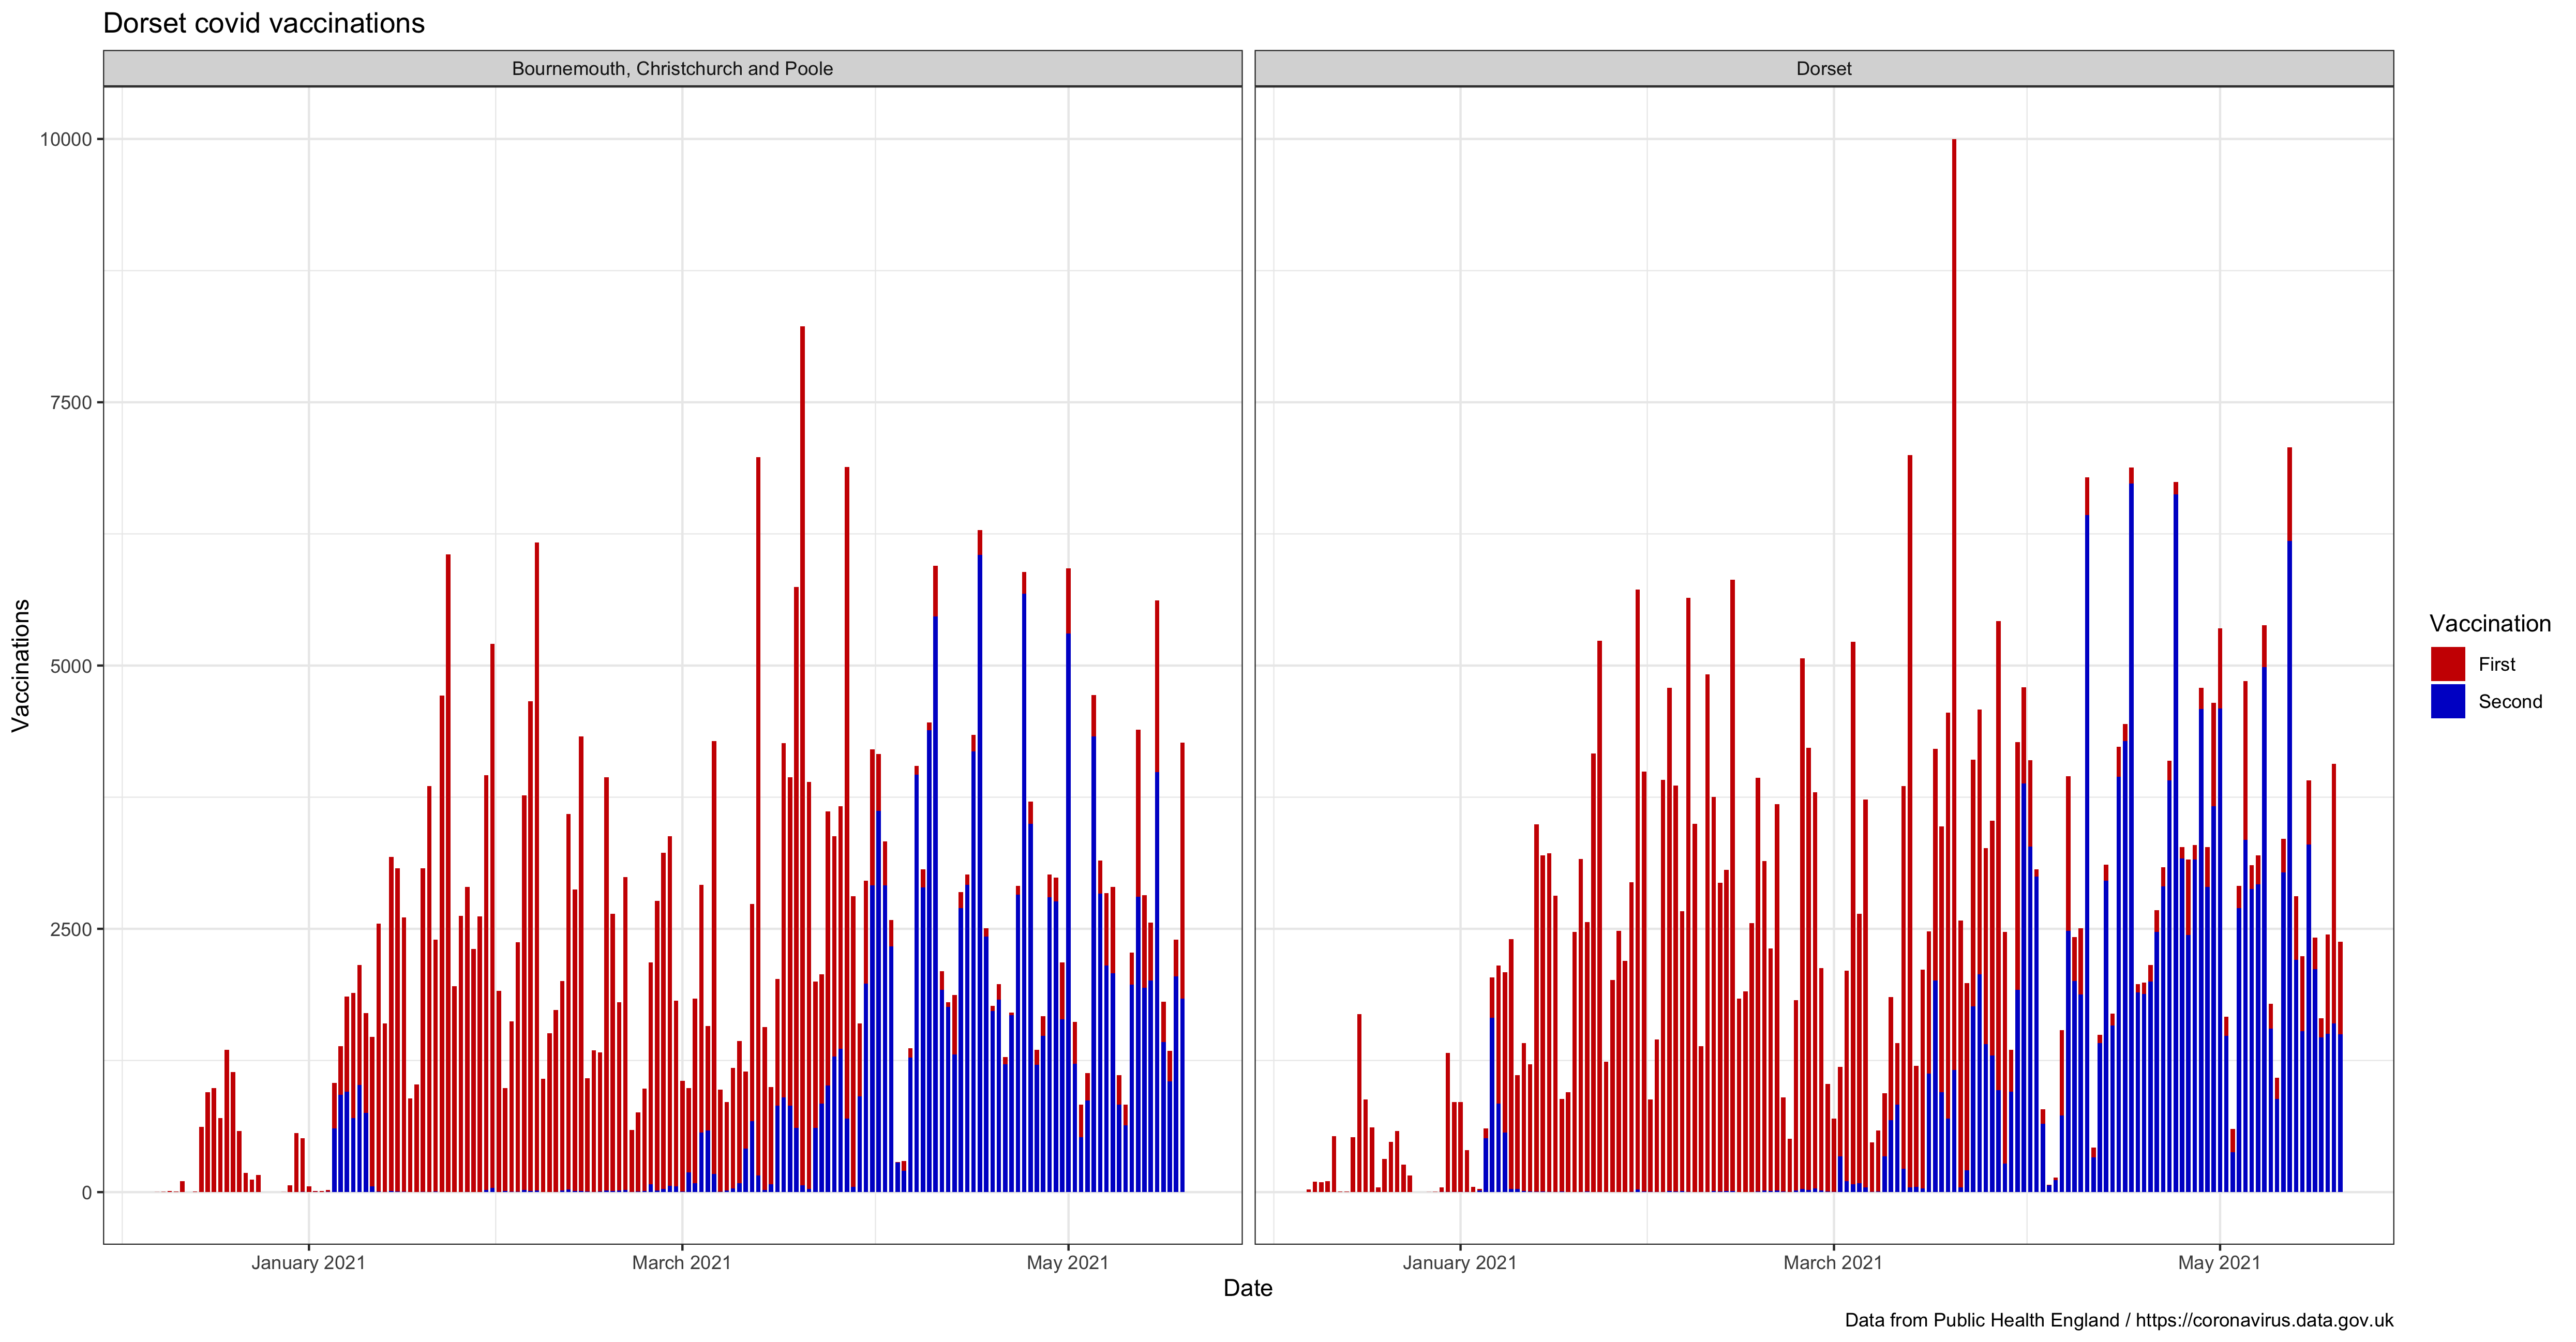 Dorset covid vaccinations
Bournemouth, Christchurch and Poole
Dorset
10000
7500
5000
2500
0
Vaccinations
January 2021
March 2021
May 2021
January 2021
March 2021
May 2021
Date
Vaccination
First
Second
Data from Public Health England / https://coronavirus.data.gov.uk